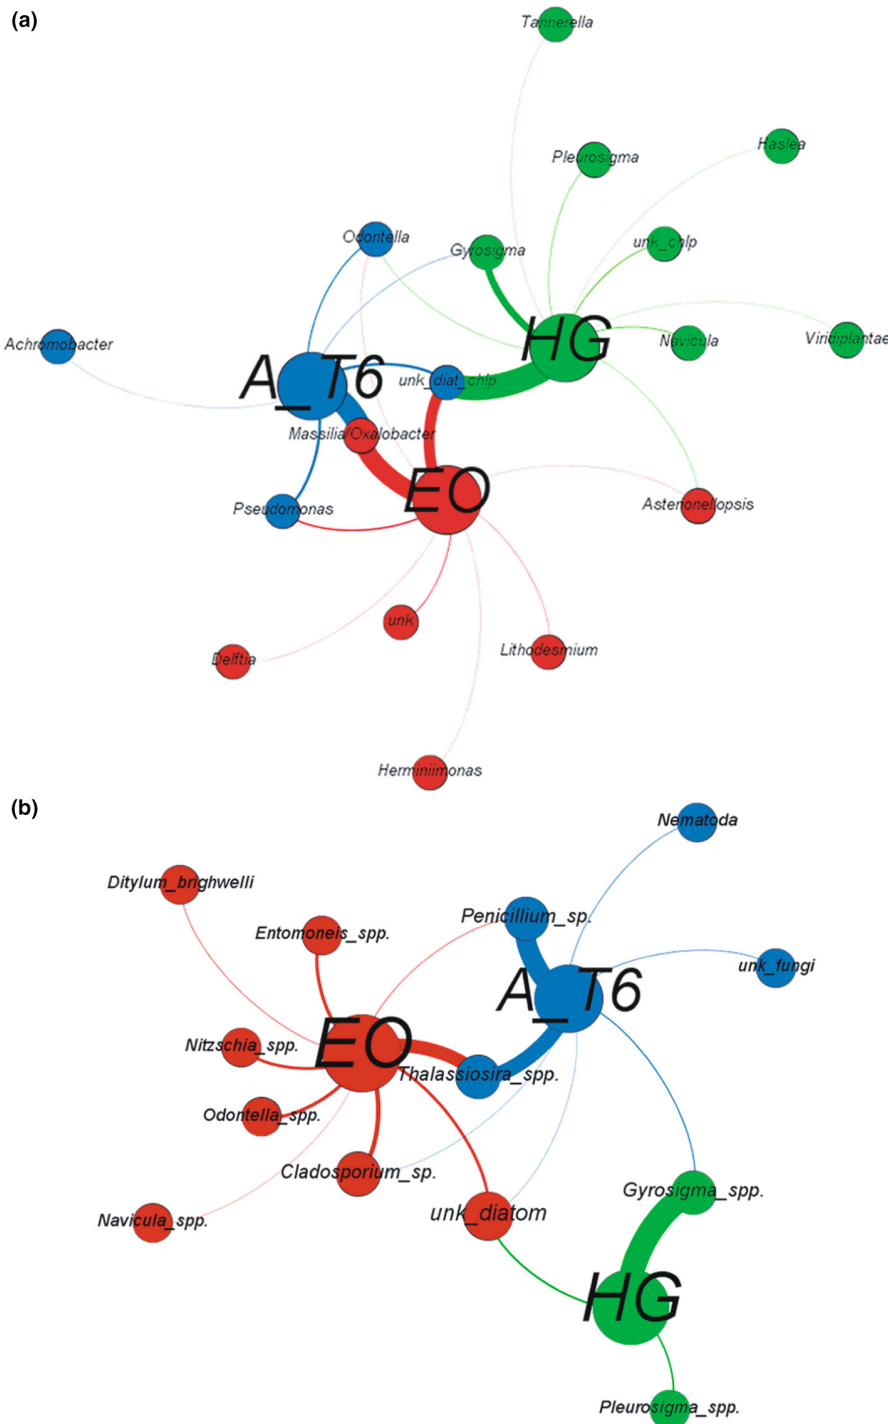 (a)
Tannerella
Haslea
Pleurosigma
Odontella
Gyrosigma
unk_chlp
HG
Navicula
Viridiplantae
Achromobacter
A_T6
unk_diat_chlp
Massilia/Oxalobacter
EO
Pseudomonas
Asterionellopsis
unk
Delftia
Lithodesmium
Herminiimonas
(b)
Nematoda
Ditylum_brighwelli
Penicillium_sp.
Entomoneis_spp.
unk_fungi
A_T6
EO
Nitzschia_spp.
Thalassiosira_spp.
Odontella_spp.
Cladosporium_sp.
Gyrosigma_spp.
Navicula_spp.
unk_diatom
HG
Pleurosigma_spp.